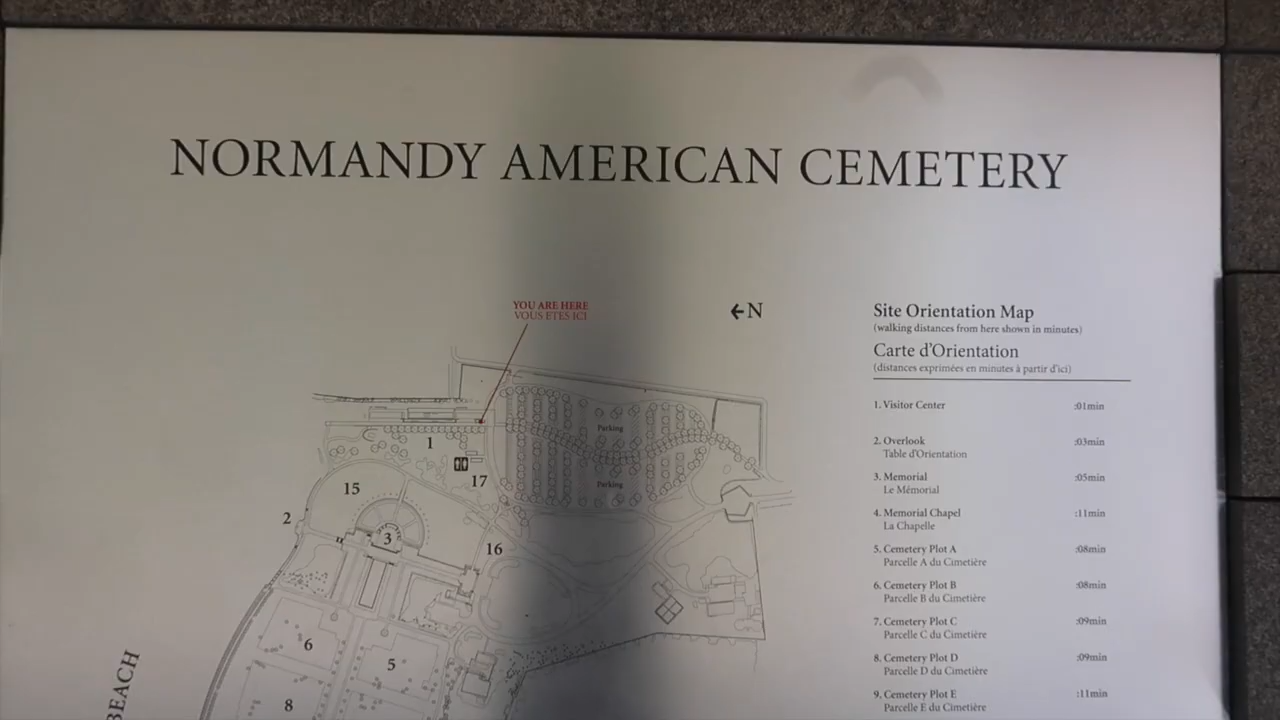 NORMANDY AMERICAN CEMETERY
YOU ARE HERE
VOUS ETES ICI
N
Site Orientation Map
(walking distances from here shown in minutes)
Carte d'Orientation
(distances exprimées en minutes à partir d'ici)
1. Visitor Center :01min
2. Overlook :03min
Table d'Orientation
3. Memorial :05min
Le Mémorial
4. Memorial Chapel :11min
La Chapelle
5. Cemetery Plot A :08min
Parcelle A du Cimetière
6. Cemetery Plot B :08min
Parcelle B du Cimetière
7. Cemetery Plot C :09min
Parcelle C du Cimetière
8. Cemetery Plot D :09min
Parcelle D du Cimetière
9. Cemetery Plot E :11min
Parcelle E du Cimetière
Parking
1
17
Parking
15
2
3
16
6
5
8
BEACH